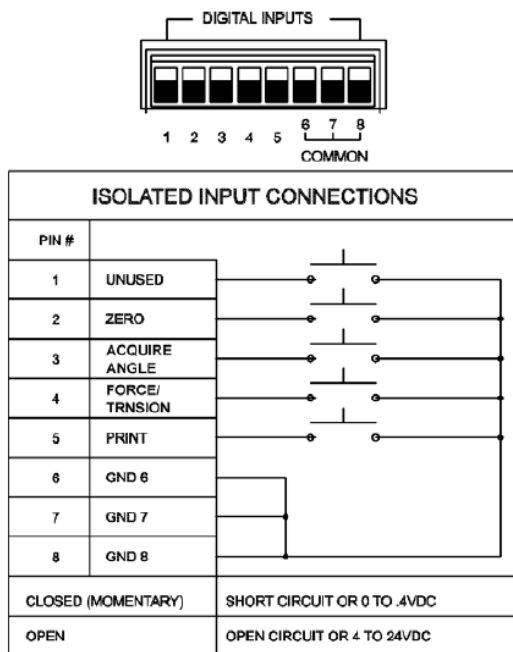 DIGITAL INPUTS
1 2 3 4 5 6 7 8
COMMON
ISOLATED INPUT CONNECTIONS
PIN #
1 UNUSED
2 ZERO
3 ACQUIRE
ANGLE
4 FORCE/
TRNSION
5 PRINT
6 GND 6
7 GND 7
8 GND 8
CLOSED (MOMENTARY) SHORT CIRCUIT OR 0 TO .4VDC
OPEN OPEN CIRCUIT OR 4 TO 24VDC